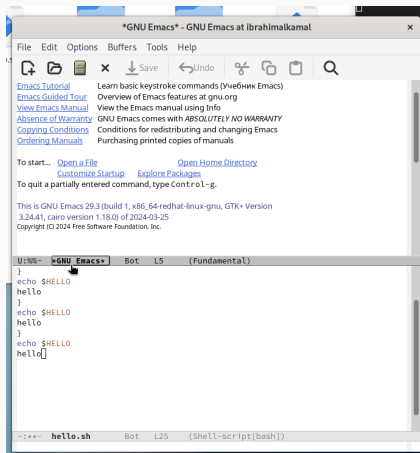 *GNU Emacs* - GNU Emacs at ibrahimalkamal
File Edit Options Buffers Tools Help
Save Undo
Emacs Tutorial Learn basic keystroke commands (Учебник Emacs)
Emacs Guided Tour Overview of Emacs features at gnu.org
View Emacs Manual View the Emacs manual using Info
Absence of Warranty GNU Emacs comes with ABSOLUTELY NO WARRANTY
Copying Conditions Conditions for redistributing and changing Emacs
Ordering Manuals Purchasing printed copies of manuals
To start... Open a File Open Home Directory
Customize Startup Explore Packages
To quit a partially entered command, type Control-g.
This is GNU Emacs 29.3 (build 1, x86_64-redhat-linux-gnu, GTK+ Version
3.24.41, cairo version 1.18.0) of 2024-03-25
Copyright (C) 2024 Free Software Foundation, Inc.
U:%%- *GNU Emacs* Bot L5 (Fundamental)
}
echo $HELLO
hello
}
echo $HELLO
hello
}
echo $HELLO
hello
-:**- hello.sh Bot L25 (Shell-script[bash])